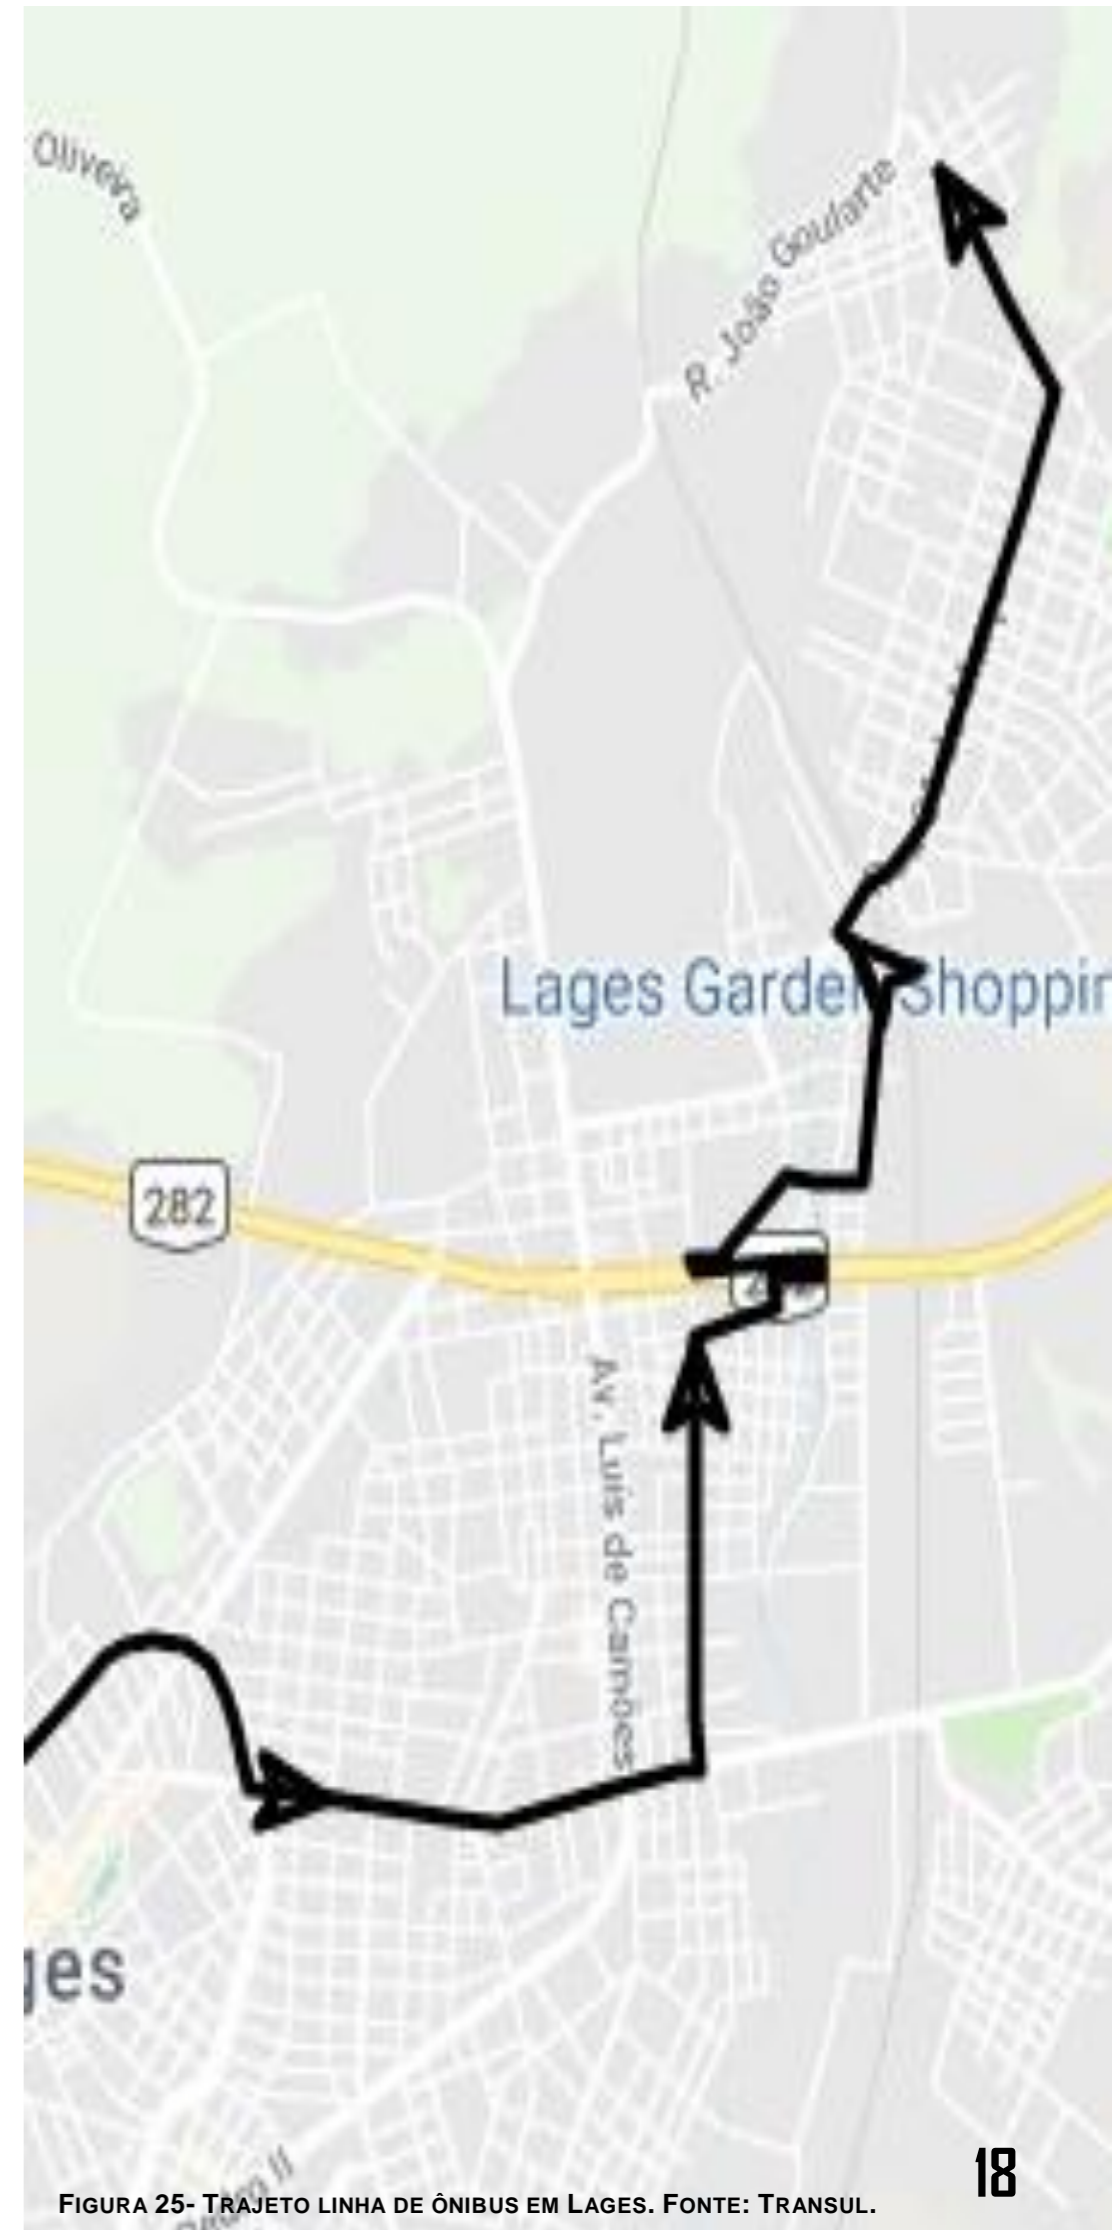 Oliveira
R. João Goularte
Lages Garden Shoppin
282
Av. Luís de Camões
ges
18
FIGURA 25- TRAJETO LINHA DE ÔNIBUS EM LAGES. FONTE: TRANSUL.